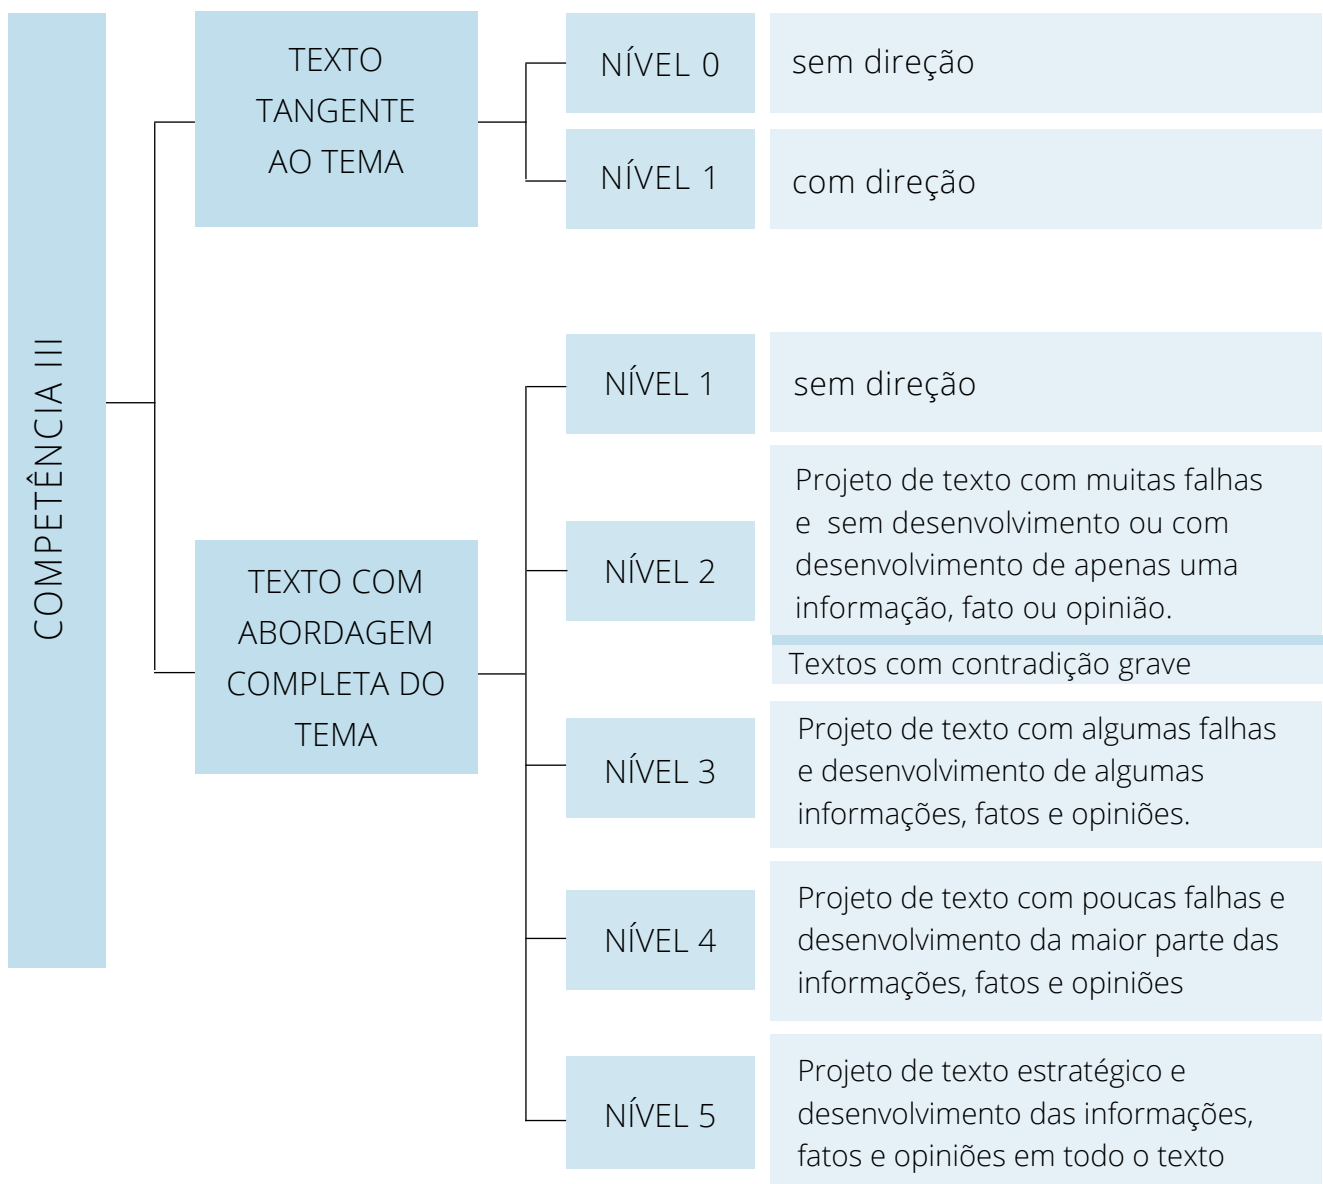 COMPETÊNCIA III
TEXTO
TANGENTE
AO TEMA
NÍVEL 0
sem direção
NÍVEL 1
com direção
TEXTO COM
ABORDAGEM
COMPLETA DO
TEMA
NÍVEL 1
sem direção
NÍVEL 2
Projeto de texto com muitas falhas
e sem desenvolvimento ou com
desenvolvimento de apenas uma
informação, fato ou opinião.
Textos com contradição grave
NÍVEL 3
Projeto de texto com algumas falhas
e desenvolvimento de algumas
informações, fatos e opiniões.
NÍVEL 4
Projeto de texto com poucas falhas e
desenvolvimento da maior parte das
informações, fatos e opiniões
NÍVEL 5
Projeto de texto estratégico e
desenvolvimento das informações,
fatos e opiniões em todo o texto